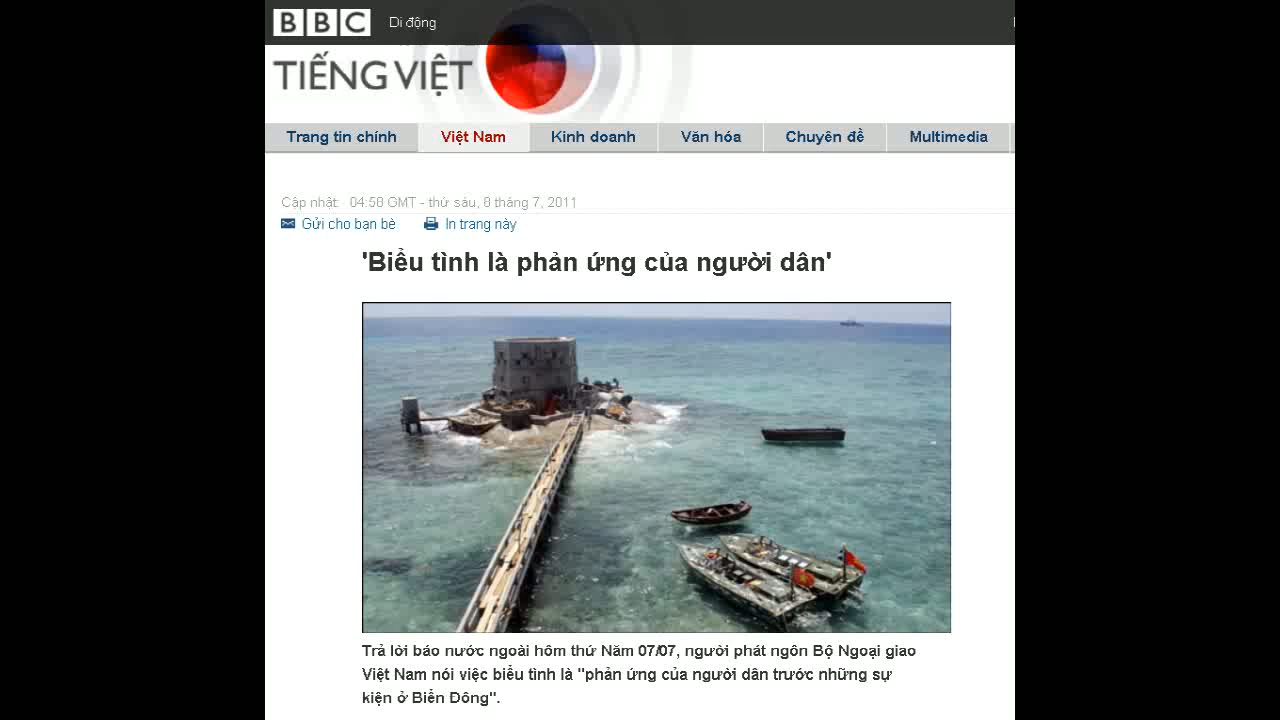 BBC Di động
TIẾNG VIỆT
Trang tin chính Việt Nam Kinh doanh Văn hóa Chuyên đề Multimedia
Cập nhật: 04:58 GMT - thứ sáu, 8 tháng 7, 2011
Gửi cho bạn bè In trang này
'Biểu tình là phản ứng của người dân'
Trả lời báo nước ngoài hôm thứ Năm 07/07, người phát ngôn Bộ Ngoại giao
Việt Nam nói việc biểu tình là "phản ứng của người dân trước những sự
kiện ở Biển Đông".